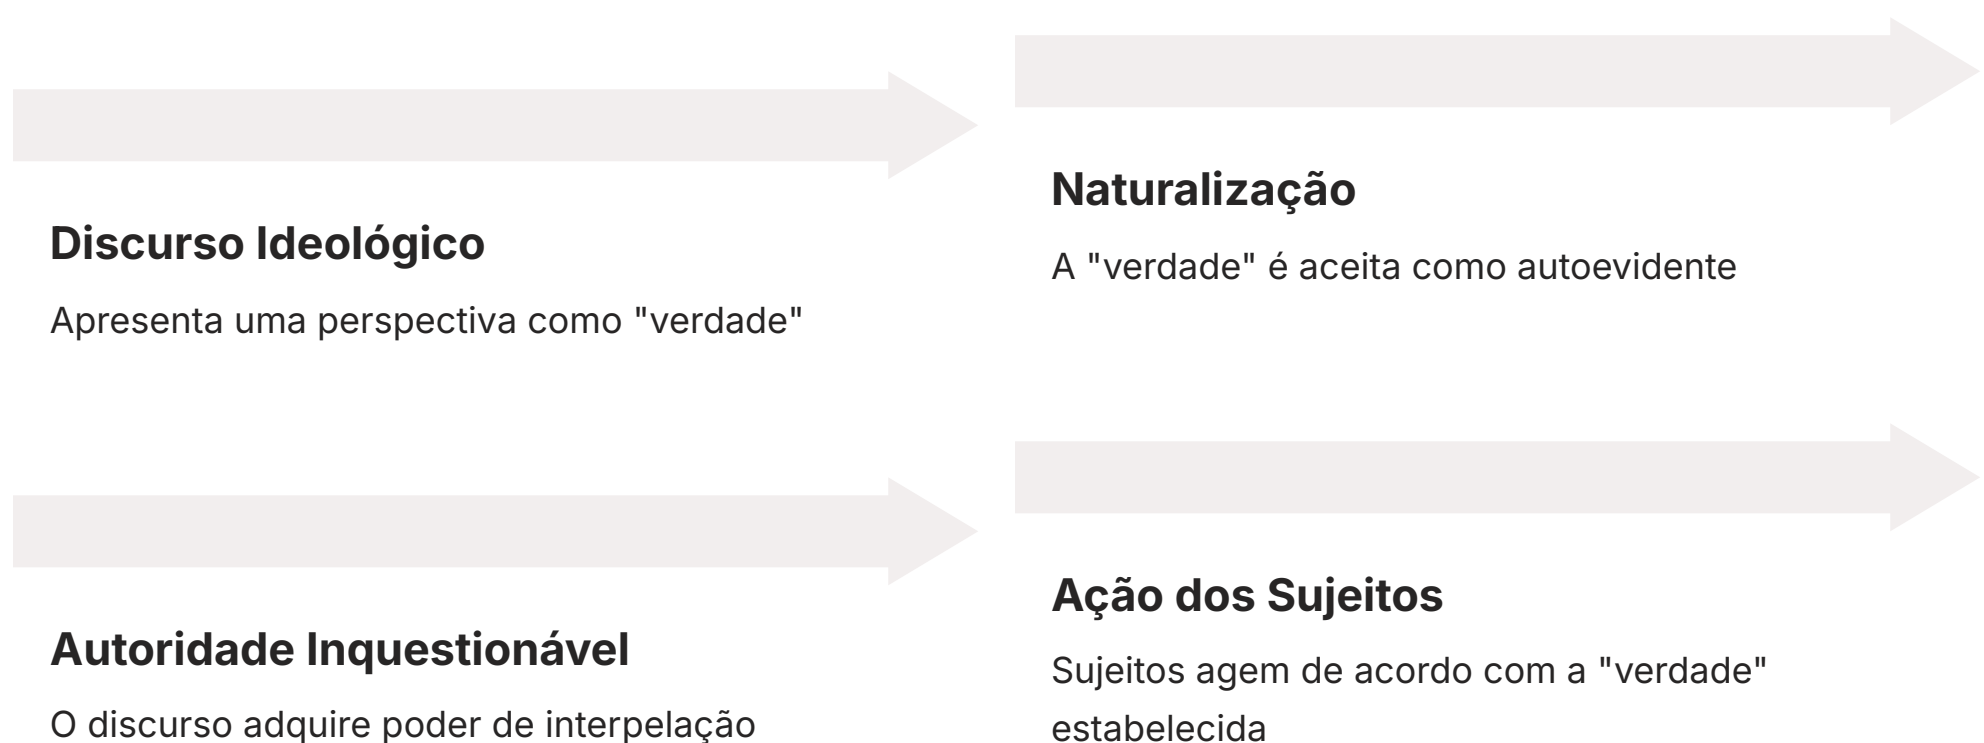 Discurso Ideológico
Apresenta uma perspectiva como "verdade"
Naturalização
A "verdade" é aceita como autoevidente
Autoridade Inquestionável
O discurso adquire poder de interpelação
Ação dos Sujeitos
Sujeitos agem de acordo com a "verdade"
estabelecida